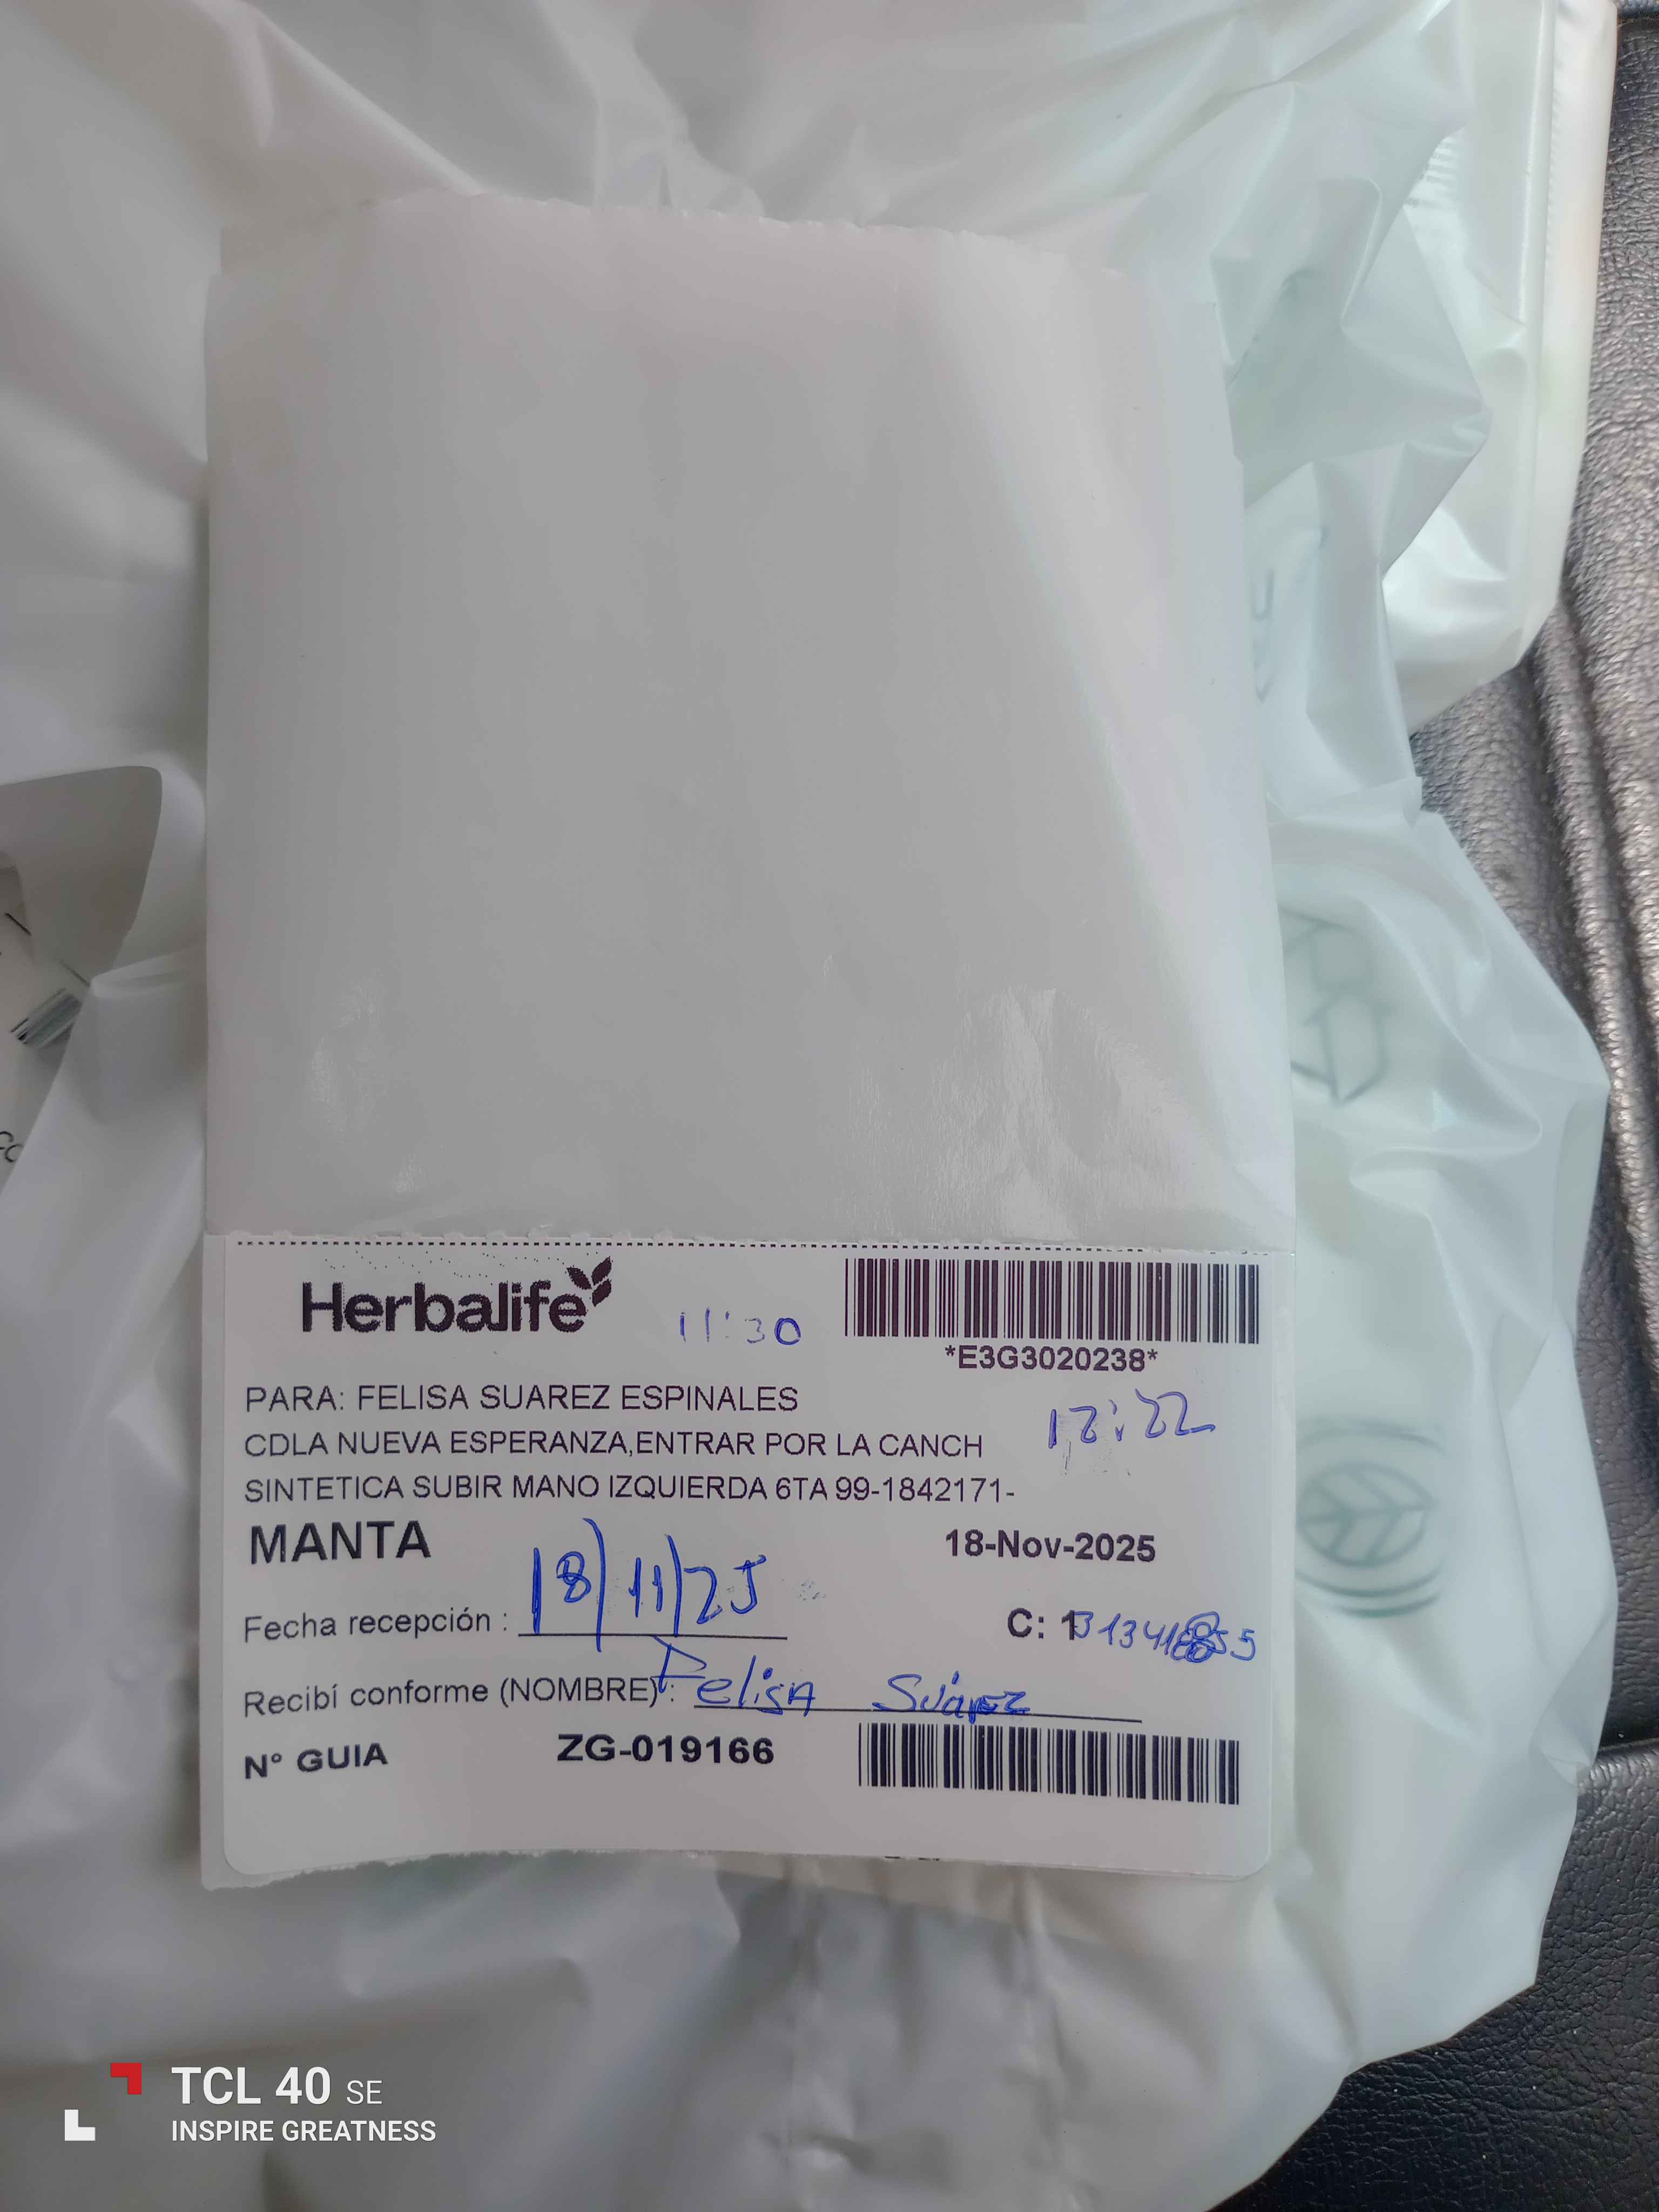 Herbalife
11:30
*E3G3020238*
PARA: FELISA SUAREZ ESPINALES
12:22
CDLA NUEVA ESPERANZA,ENTRAR POR LA CANCH
SINTETICA SUBIR MANO IZQUIERDA 6TA 99-1842171-
MANTA 18-Nov-2025
Fecha recepción : 18/11/25 C: 1
Recibí conforme (NOMBRE) : Felisa Suárez
N° GUIA ZG-019166
TCL 40 SE
INSPIRE GREATNESS